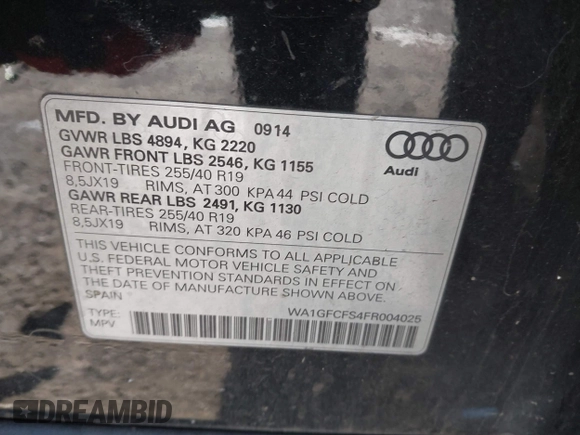 MFD. BY AUDI AG 0914
GVWR LBS 4894, KG 2220
GAWR FRONT LBS 2546, KG 1155
FRONT-TIRES 255/40 R19
8,5JX19 RIMS, AT 300 KPA 44 PSI COLD
GAWR REAR LBS 2491, KG 1130
REAR-TIRES 255/40 R19
8,5JX19 RIMS, AT 320 KPA 46 PSI COLD
Audi
THIS VEHICLE CONFORMS TO ALL APPLICABLE
U.S. FEDERAL MOTOR VEHICLE SAFETY AND
THEFT PREVENTION STANDARDS IN EFFECT ON
THE DATE OF MANUFACTURE SHOWN ABOVE.
SPAIN
WA1GFCFS4FR004025
TYPE:
MPV
DREAMBID